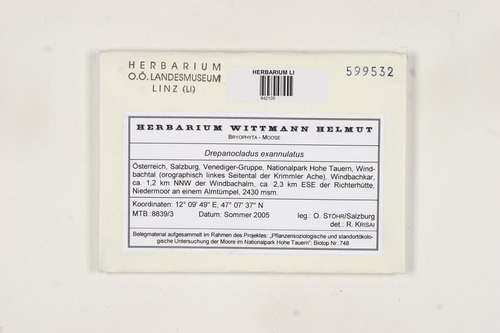 HERBARIUM
O.Ö. LANDESMUSEUM
LINZ (LI)
HERBARIUM LI
842105
599532
HERBARIUM WITTMANN HELMUT
BRYOPHYTA - MOOSE
Drepanocladus exannulatus
Österreich, Salzburg, Venediger-Gruppe, Nationalpark Hohe Tauern, Wind-
bachtal (orographisch linkes Seitental der Krimmler Ache), Windbachkar,
ca. 1,2 km NNW der Windbachalm, ca. 2,3 km ESE der Richterhütte,
Niedermoor an einem Almtümpel, 2430 msm.
Koordinaten: 12° 09' 49" E, 47° 07' 37" N
MTB.:8839/3 Datum: Sommer 2005 leg.: O. STÖHR/Salzburg
det.: R. KRISAI
Belegmaterial aufgesammelt im Rahmen des Projektes: „Pflanzensoziologische und standortökolo-
gische Untersuchung der Moore im Nationalpark Hohe Tauern"; Biotop Nr. 748